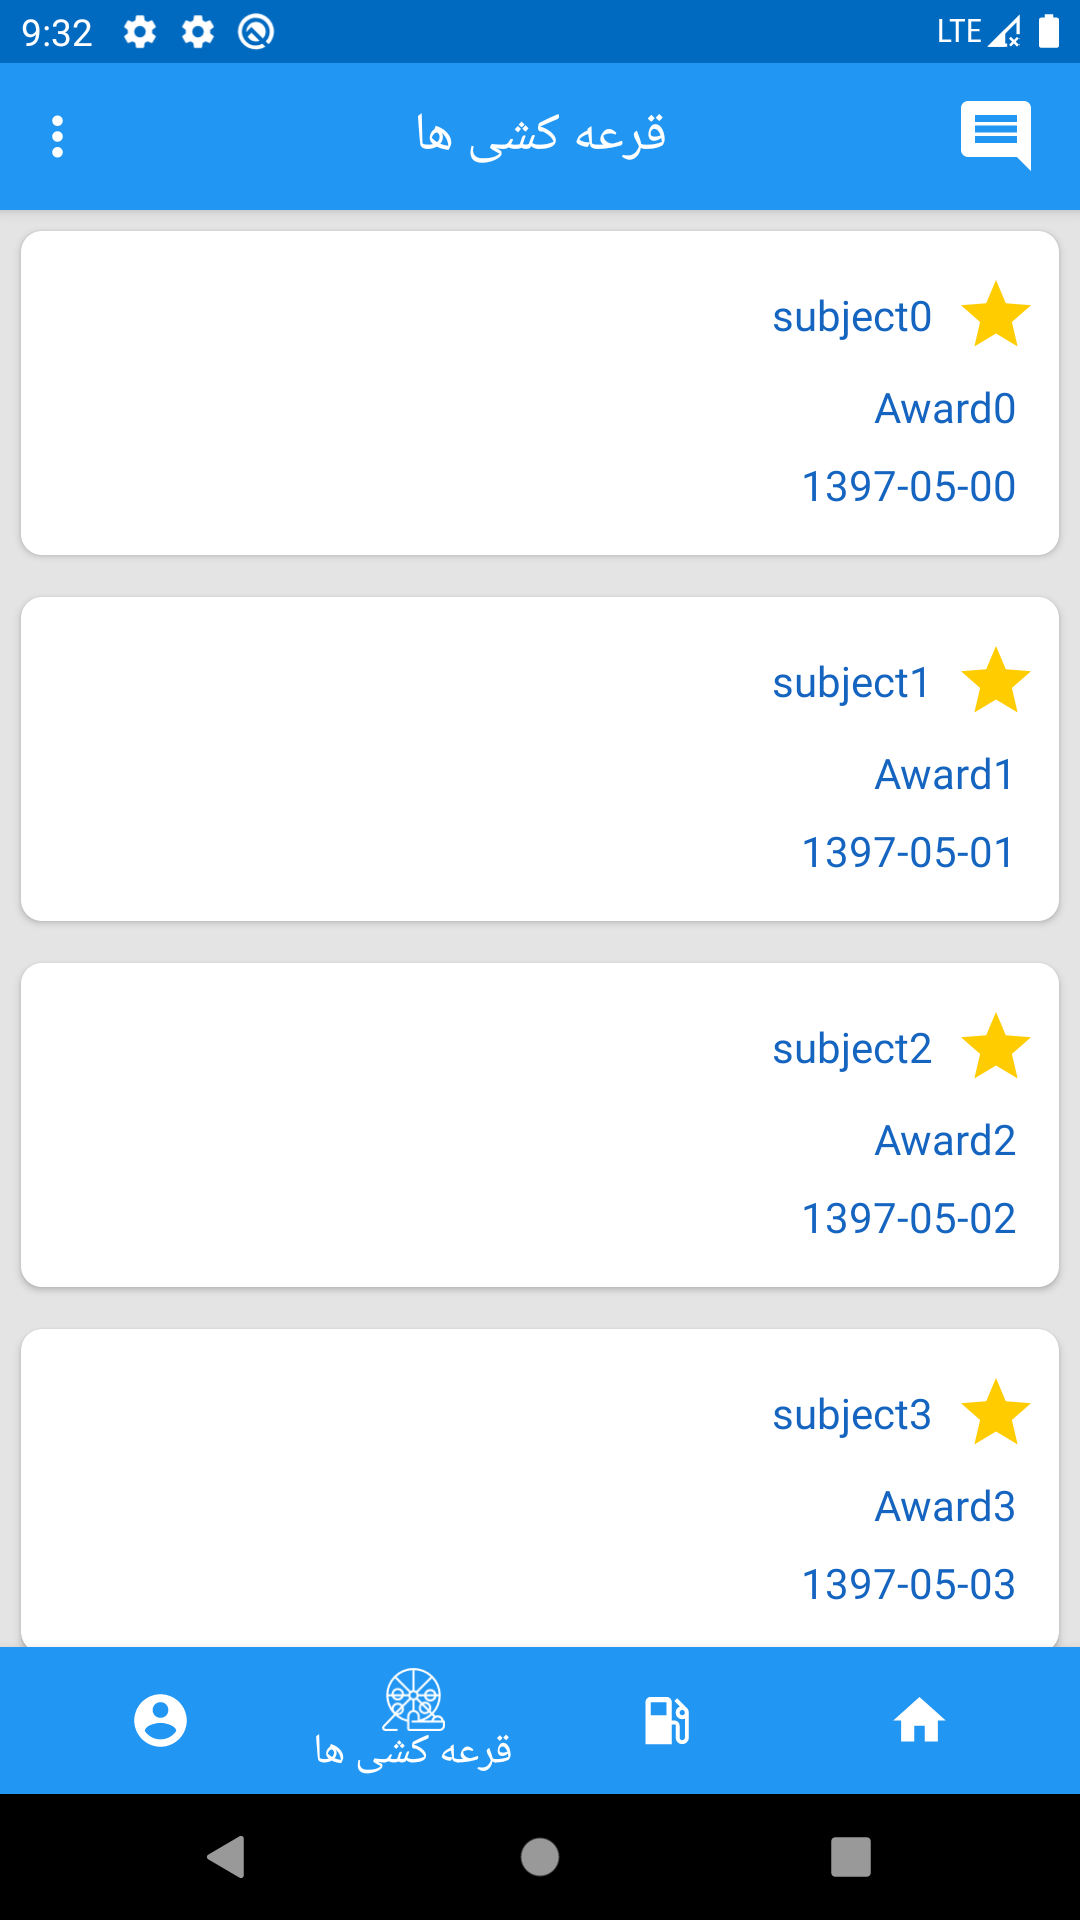 9:32 LTE
قرعه کشی ها
subject0
Award0
1397-05-00
subject1
Award1
1397-05-01
subject2
Award2
1397-05-02
subject3
Award3
1397-05-03
قرعه کشی ها